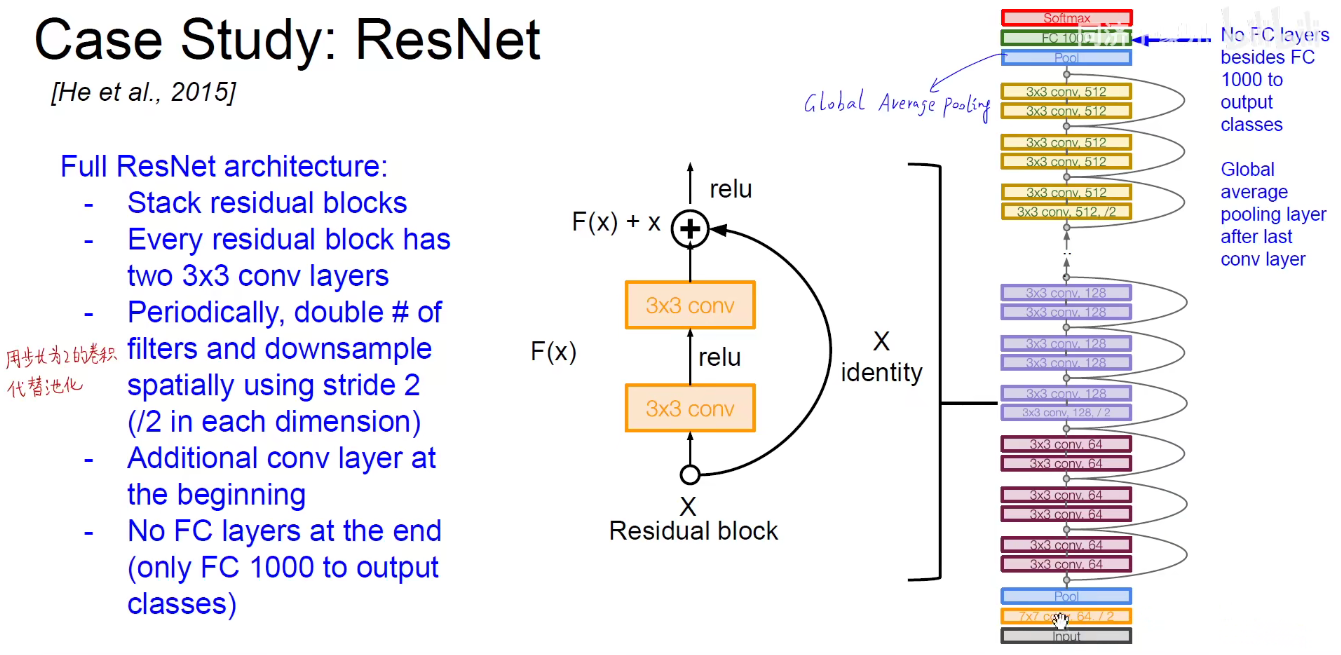 Case Study: ResNet
[He et al., 2015]
Full ResNet architecture:
- Stack residual blocks
- Every residual block has
two 3x3 conv layers
- Periodically, double # of
filters and downsample
spatially using stride 2
(/2 in each dimension)
- Additional conv layer at
the beginning
- No FC layers at the end
(only FC 1000 to output
classes)
用步长为2的卷积
代替池化
relu
F(x) + x
3x3 conv
F(x)
relu
3x3 conv
X
identity
X
Residual block
Global Average pooling
Softmax
FC 1000
Pool
3x3 conv, 512
3x3 conv, 512
3x3 conv, 512
3x3 conv, 512
3x3 conv, 512
3x3 conv, 512, /2
..
3x3 conv, 128
3x3 conv, 128
3x3 conv, 128
3x3 conv, 128
3x3 conv, 128
3x3 conv, 128, / 2
3x3 conv, 64
3x3 conv, 64
3x3 conv, 64
3x3 conv, 64
3x3 conv, 64
3x3 conv, 64
Pool
7x7 conv, 64, / 2
Input
No FC layers
besides FC
1000 to
output
classes
Global
average
pooling layer
after last
conv layer